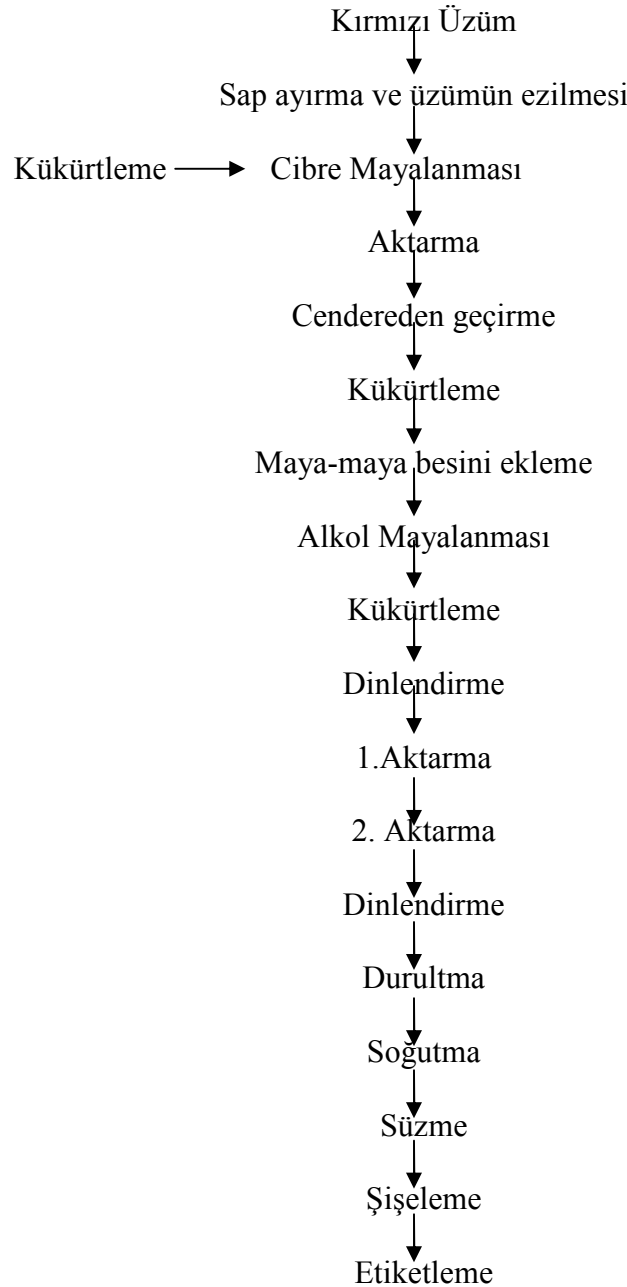 Kırmızı Üzüm
Sap ayırma ve üzümün ezilmesi
Kükürtleme Cibre Mayalanması
Aktarma
Cendereden geçirme
Kükürtleme
Maya-maya besini ekleme
Alkol Mayalanması
Kükürtleme
Dinlendirme
1.Aktarma
2. Aktarma
Dinlendirme
Durultma
Soğutma
Süzme
Şişeleme
Etiketleme